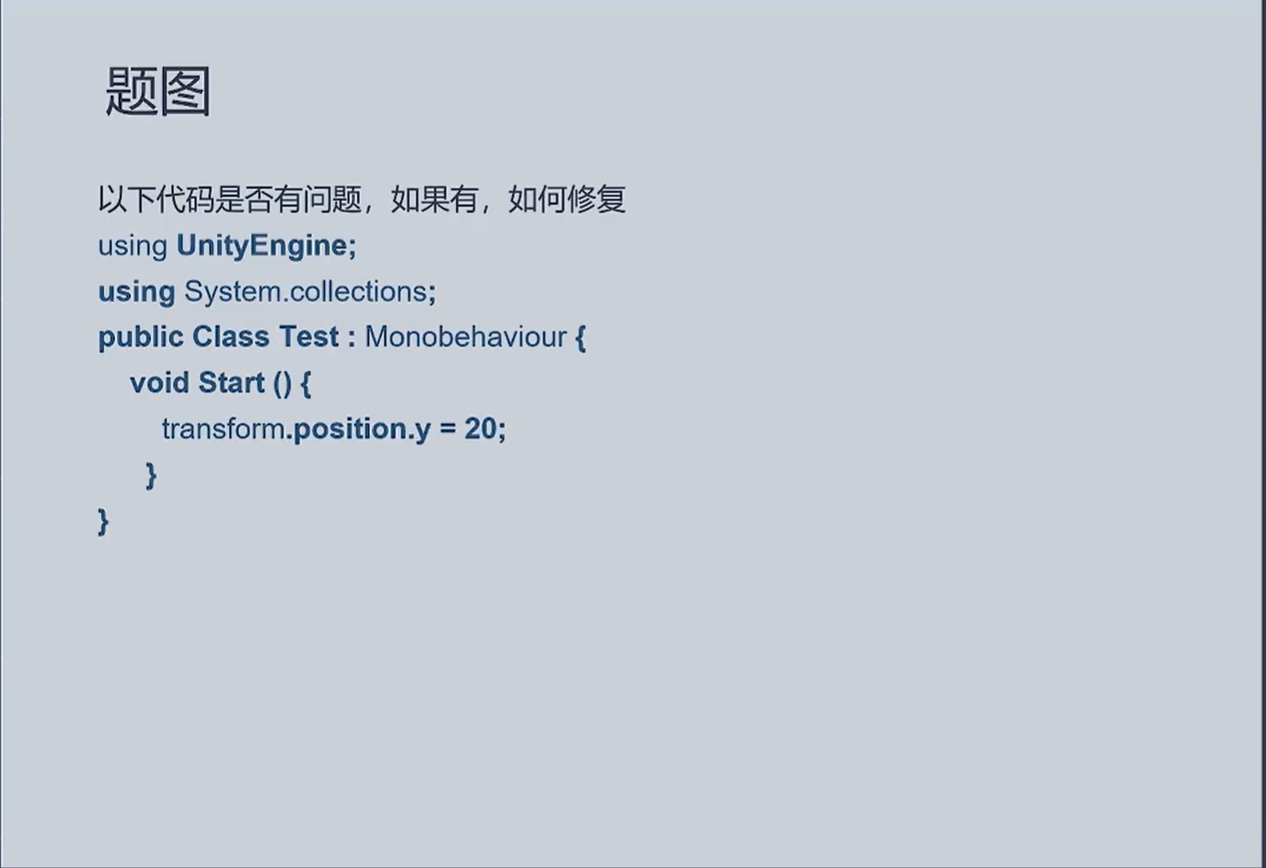 题图
以下代码是否有问题，如果有，如何修复
using UnityEngine;
using System.collections;
public Class Test : Monobehaviour {
void Start () {
transform.position.y = 20;
}
}